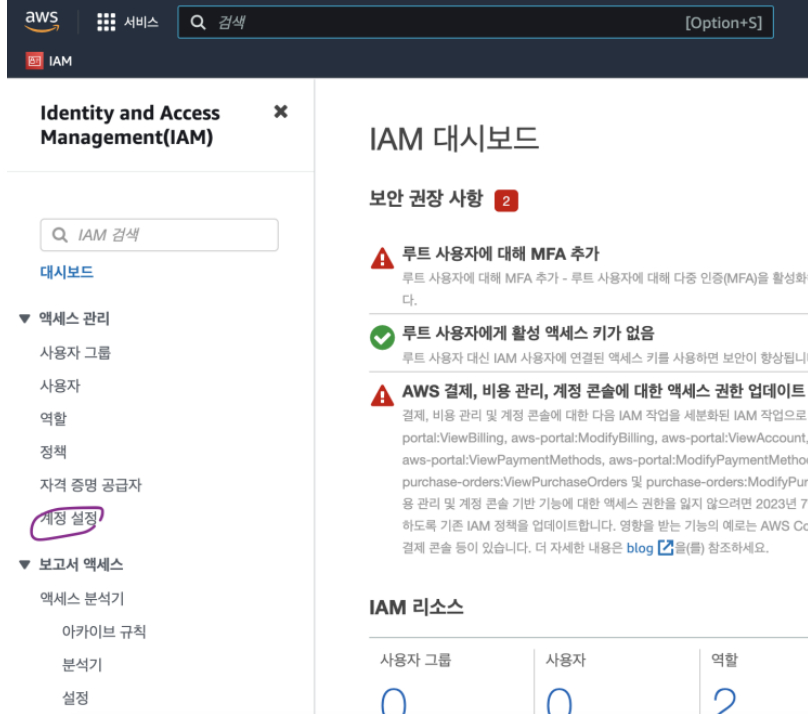 aws
서비스
검색
[Option+S]
IAM
Identity and Access
Management(IAM)
IAM 검색
대시보드
액세스 관리
사용자 그룹
사용자
역할
정책
자격 증명 공급자
계정 설정
보고서 액세스
액세스 분석기
아카이브 규칙
분석기
설정
IAM 대시보드
보안 권장 사항 2
루트 사용자에 대해 MFA 추가
루트 사용자에 대해 MFA 추가 - 루트 사용자에 대해 다중 인증(MFA)을 활성화
다.
루트 사용자에게 활성 액세스 키가 없음
루트 사용자 대신 IAM 사용자에 연결된 액세스 키를 사용하면 보안이 향상됩니
AWS 결제, 비용 관리, 계정 콘솔에 대한 액세스 권한 업데이트
결제, 비용 관리 및 계정 콘솔에 대한 다음 IAM 작업을 세분화된 IAM 작업으로
portal:ViewBilling, aws-portal:ModifyBilling, aws-portal:ViewAccount,
aws-portal:ViewPaymentMethods, aws-portal:ModifyPaymentMetho
purchase-orders:ViewPurchaseOrders 및 purchase-orders:ModifyPur
용 관리 및 계정 콘솔 기반 기능에 대한 액세스 권한을 잃지 않으려면 2023년 7
하도록 기존 IAM 정책을 업데이트합니다. 영향을 받는 기능의 예로는 AWS Co
결제 콘솔 등이 있습니다. 더 자세한 내용은 blog 을(를) 참조하세요.
IAM 리소스
사용자 그룹
사용자
역할
0
0
2